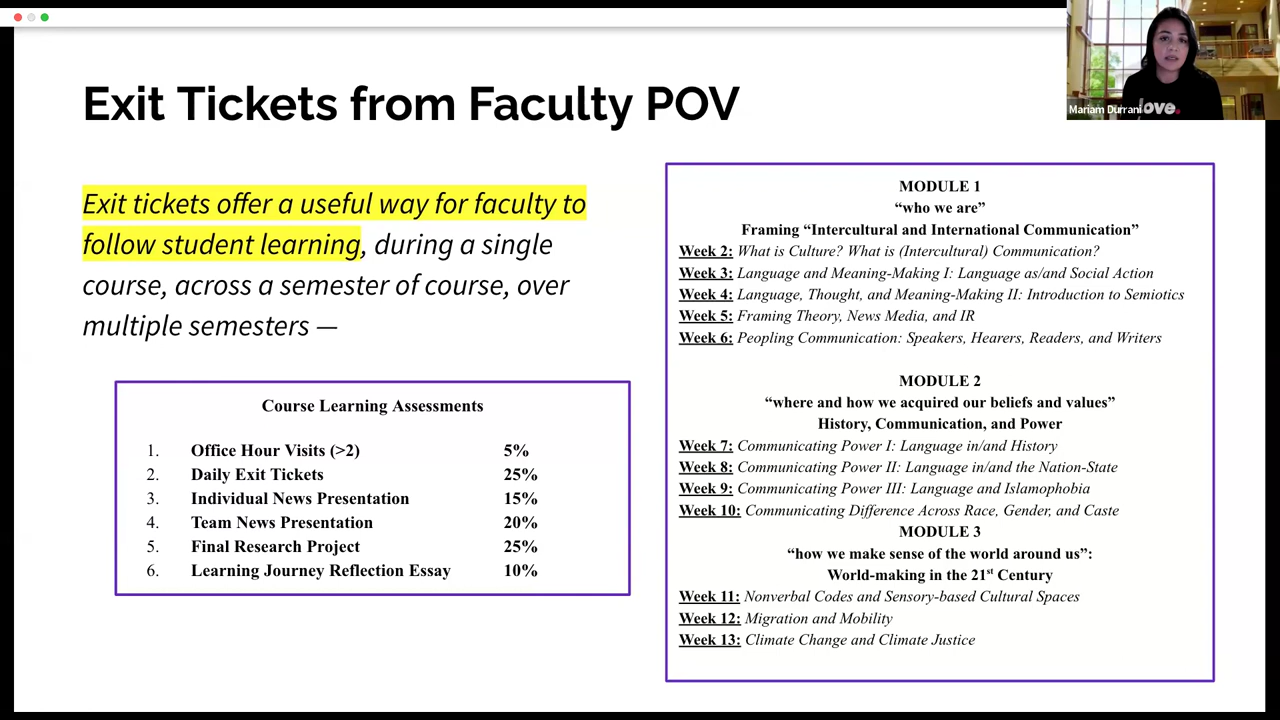 Exit Tickets from Faculty POV
Mariam Durrani
love.
Exit tickets offer a useful way for faculty to
follow student learning, during a single
course, across a semester of course, over
multiple semesters —
Course Learning Assessments
1. Office Hour Visits (>2) 5%
2. Daily Exit Tickets 25%
3. Individual News Presentation 15%
4. Team News Presentation 20%
5. Final Research Project 25%
6. Learning Journey Reflection Essay 10%
MODULE 1
“who we are”
Framing “Intercultural and International Communication”
Week 2: What is Culture? What is (Intercultural) Communication?
Week 3: Language and Meaning-Making I: Language as/and Social Action
Week 4: Language, Thought, and Meaning-Making II: Introduction to Semiotics
Week 5: Framing Theory, News Media, and IR
Week 6: Peopling Communication: Speakers, Hearers, Readers, and Writers
MODULE 2
“where and how we acquired our beliefs and values”
History, Communication, and Power
Week 7: Communicating Power I: Language in/and History
Week 8: Communicating Power II: Language in/and the Nation-State
Week 9: Communicating Power III: Language and Islamophobia
Week 10: Communicating Difference Across Race, Gender, and Caste
MODULE 3
“how we make sense of the world around us”:
World-making in the 21st Century
Week 11: Nonverbal Codes and Sensory-based Cultural Spaces
Week 12: Migration and Mobility
Week 13: Climate Change and Climate Justice